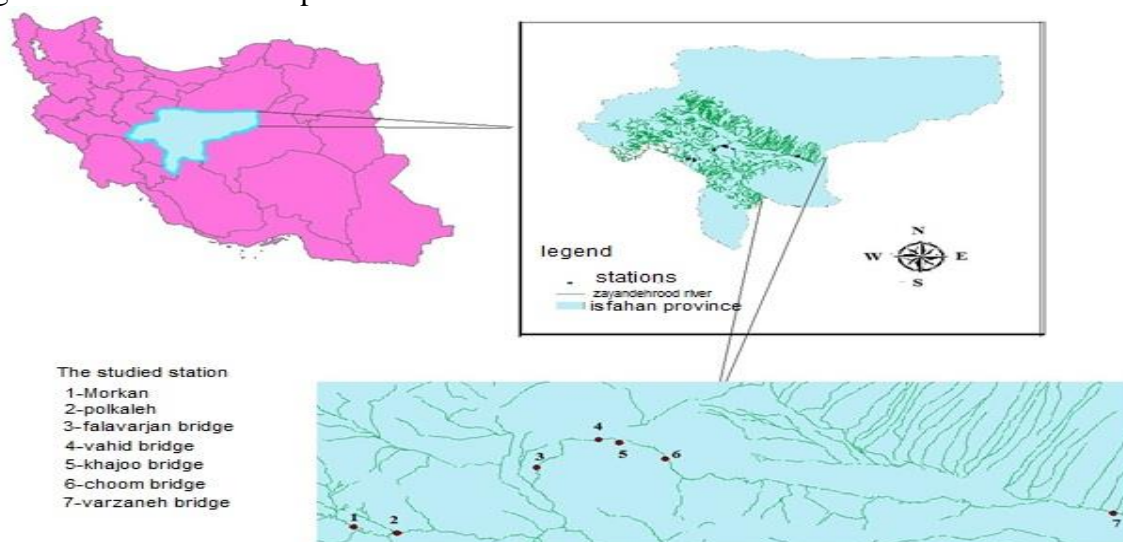 N
W E
S
legend
stations
zayandehrood river
isfahan province
The studied station
1-Morkan
2-polkaleh
3-falavarjan bridge
4-vahid bridge
5-khajoo bridge
6-choom bridge
7-varzaneh bridge
4
5
3
6
1
2
7